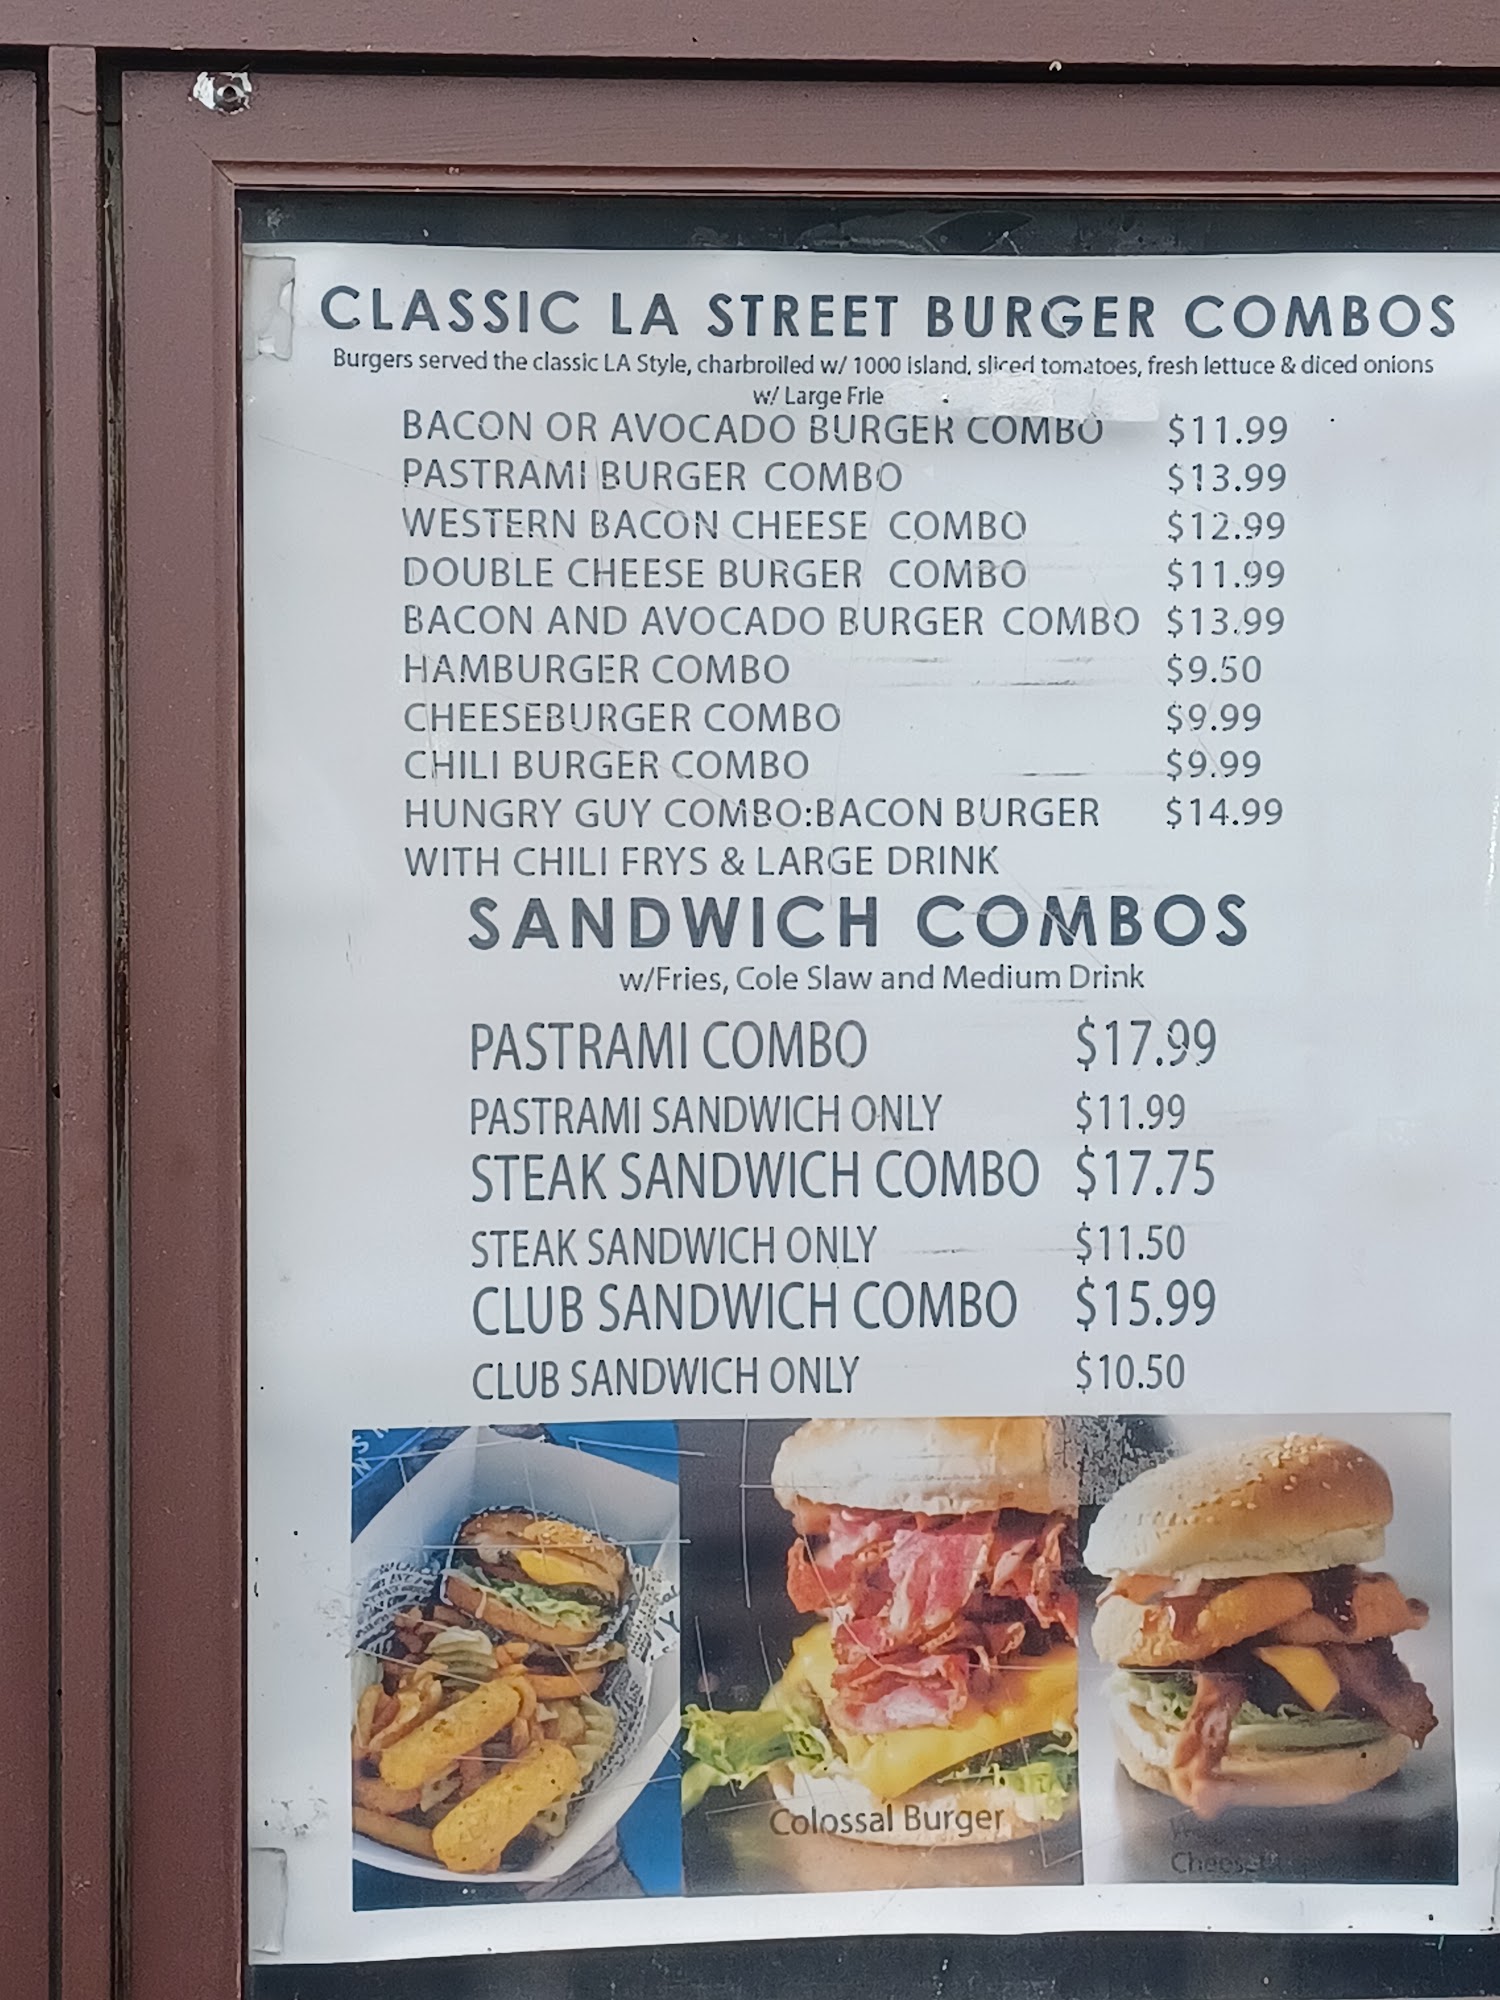 CLASSIC LA STREET BURGER COMBOS
Burgers served the classic LA Style, charbroiled w/ 1000 Island, sliced tomatoes, fresh lettuce & diced onions
w/ Large Frie
BACON OR AVOCADO BURGER COMBO $11.99
PASTRAMI BURGER COMBO $13.99
WESTERN BACON CHEESE COMBO $12.99
DOUBLE CHEESE BURGER COMBO $11.99
BACON AND AVOCADO BURGER COMBO $13.99
HAMBURGER COMBO $9.50
CHEESEBURGER COMBO $9.99
CHILI BURGER COMBO $9.99
HUNGRY GUY COMBO:BACON BURGER $14.99
WITH CHILI FRYS & LARGE DRINK
SANDWICH COMBOS
w/Fries, Cole Slaw and Medium Drink
PASTRAMI COMBO $17.99
PASTRAMI SANDWICH ONLY $11.99
STEAK SANDWICH COMBO $17.75
STEAK SANDWICH ONLY $11.50
CLUB SANDWICH COMBO $15.99
CLUB SANDWICH ONLY $10.50
Colossal Burger